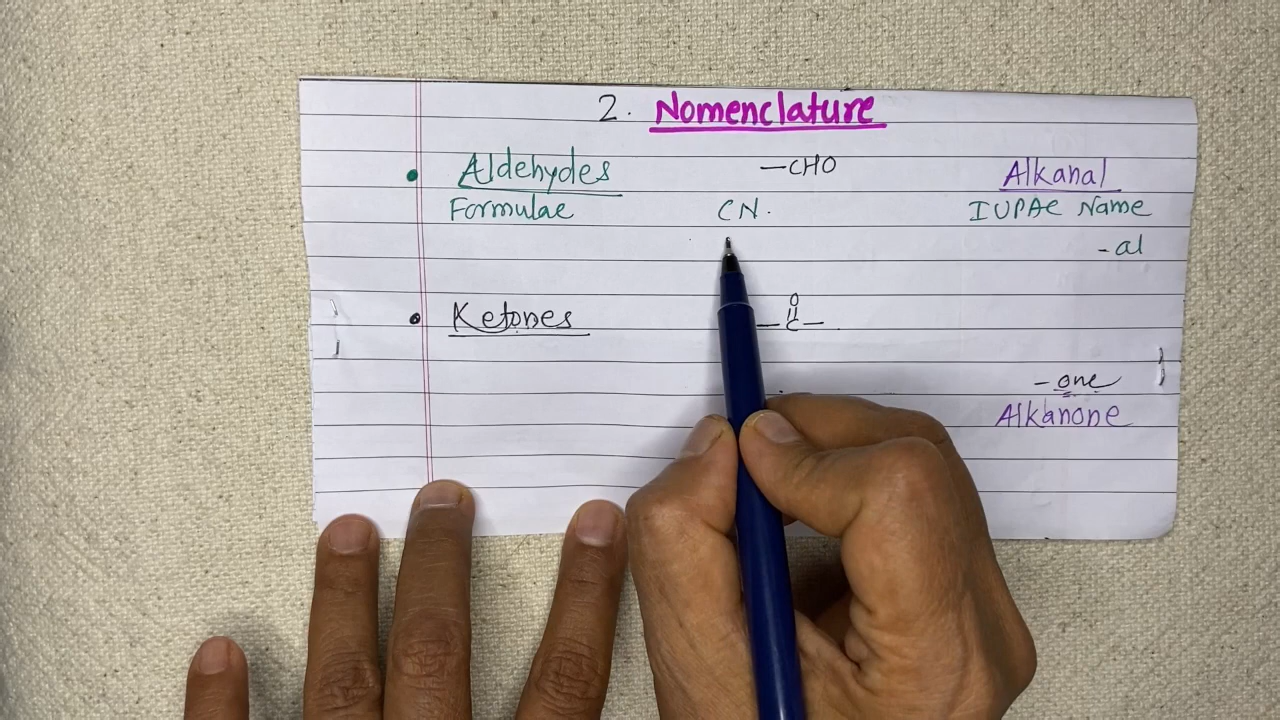 2. Nomenclature
• Aldehydes —CHO Alkanal
Formulae CN. IUPAC Name
-al
O
||
• Ketones —C—
-one
Alkanone